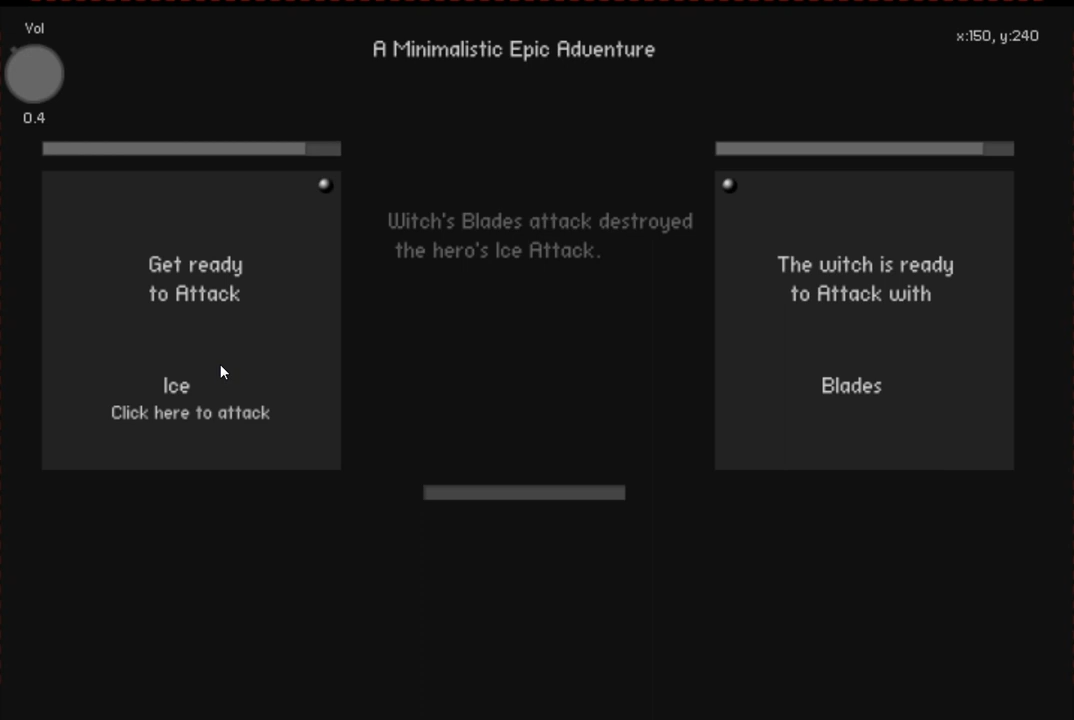 Vol
A Minimalistic Epic Adventure
x:150, y:240
0.4
Witch's Blades attack destroyed
the hero's Ice Attack.
Get ready
to Attack
Ice
Click here to attack
The witch is ready
to Attack with
Blades